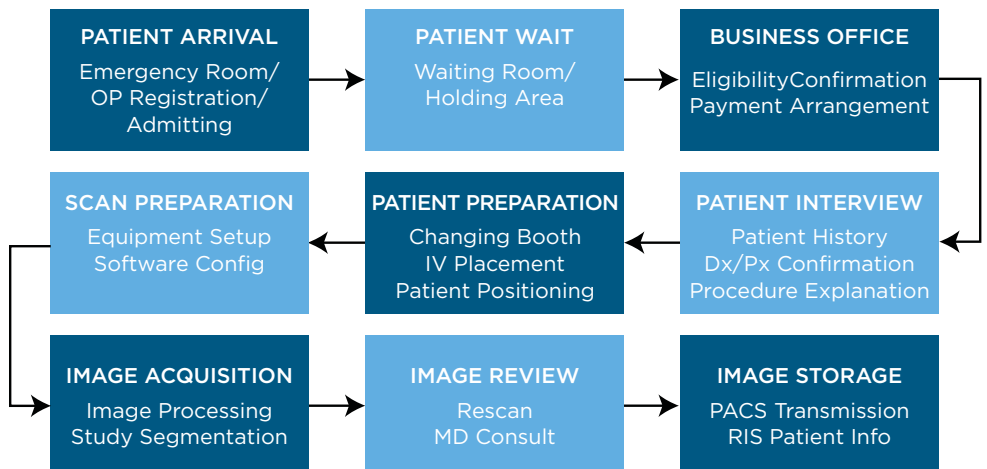 PATIENT ARRIVAL
Emergency Room/
OP Registration/
Admitting
PATIENT WAIT
Waiting Room/
Holding Area
BUSINESS OFFICE
EligibilityConfirmation
Payment Arrangement
PATIENT INTERVIEW
Patient History
Dx/Px Confirmation
Procedure Explanation
PATIENT PREPARATION
Changing Booth
IV Placement
Patient Positioning
SCAN PREPARATION
Equipment Setup
Software Config
IMAGE ACQUISITION
Image Processing
Study Segmentation
IMAGE REVIEW
Rescan
MD Consult
IMAGE STORAGE
PACS Transmission
RIS Patient Info